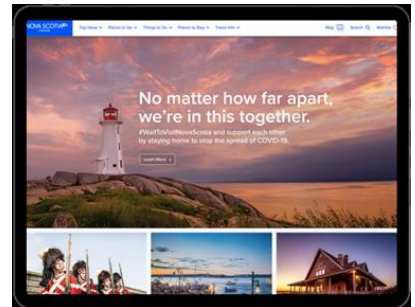 NOVA SCOTIA
Trip Ideas Places to Go Things to Do Places to Stay Travel Info Map Search Wishlist
No matter how far apart,
we're in this together.
#WaitToVisitNovaScotia and support each other
by staying home to stop the spread of COVID-19.
Learn More